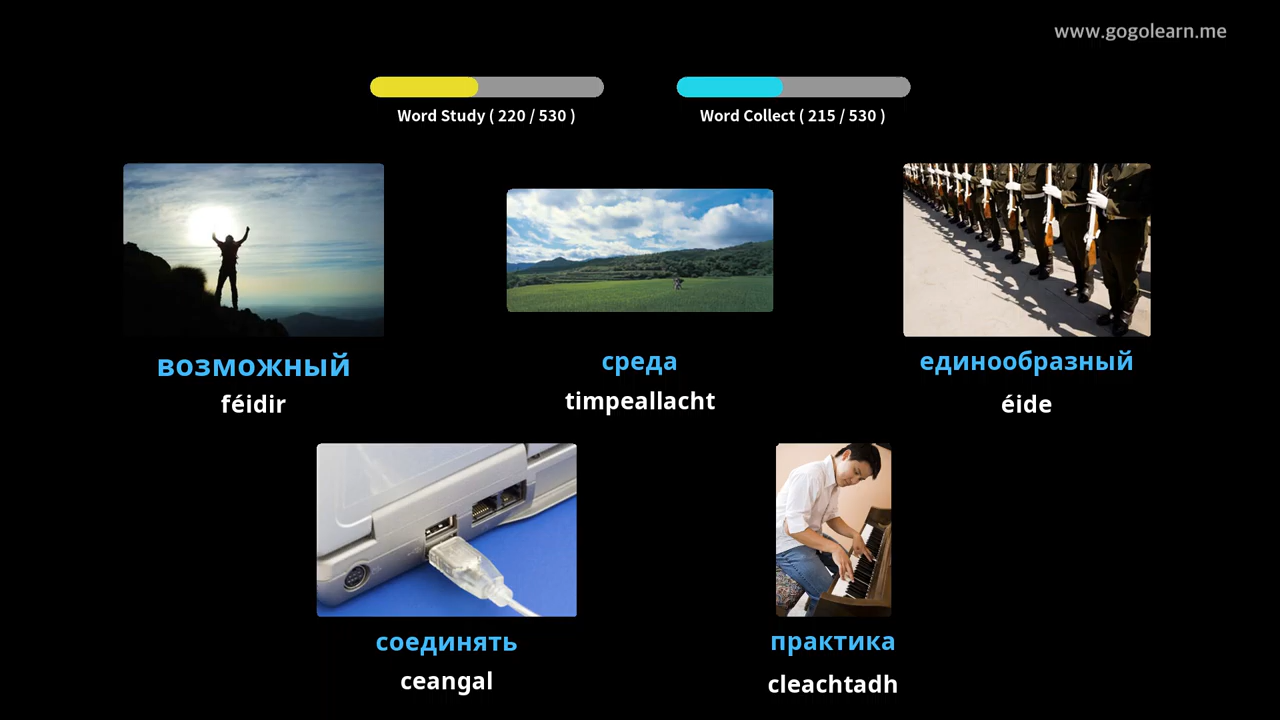 www.gogolearn.me
Word Study ( 220 / 530 )
Word Collect ( 215 / 530 )
возможный
féidir
среда
timpeallacht
единообразный
éide
соединять
ceangal
практика
cleachtadh